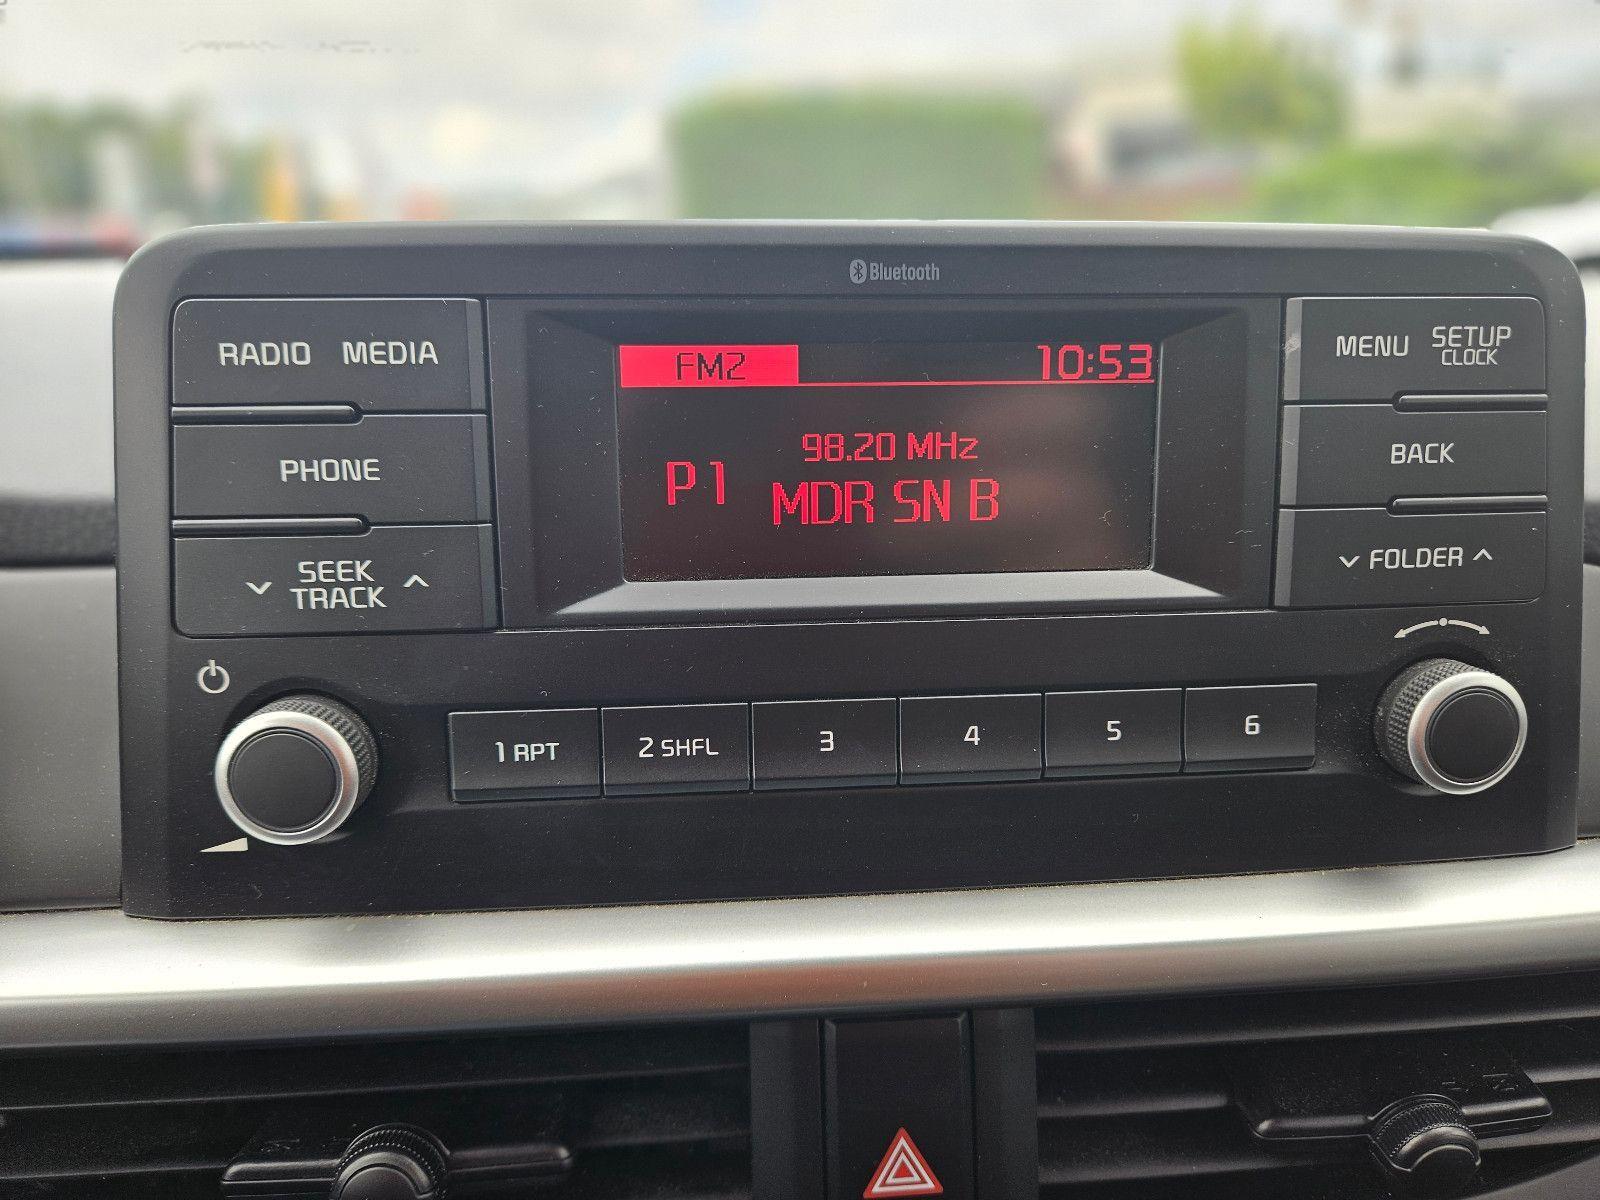 Bluetooth
RADIO MEDIA
PHONE
SEEK
TRACK
FM2 10:53
98.20 MHz
P1 MDR SN B
MENU SETUP
CLOCK
BACK
FOLDER
1 RPT 2 SHFL 3 4 5 6